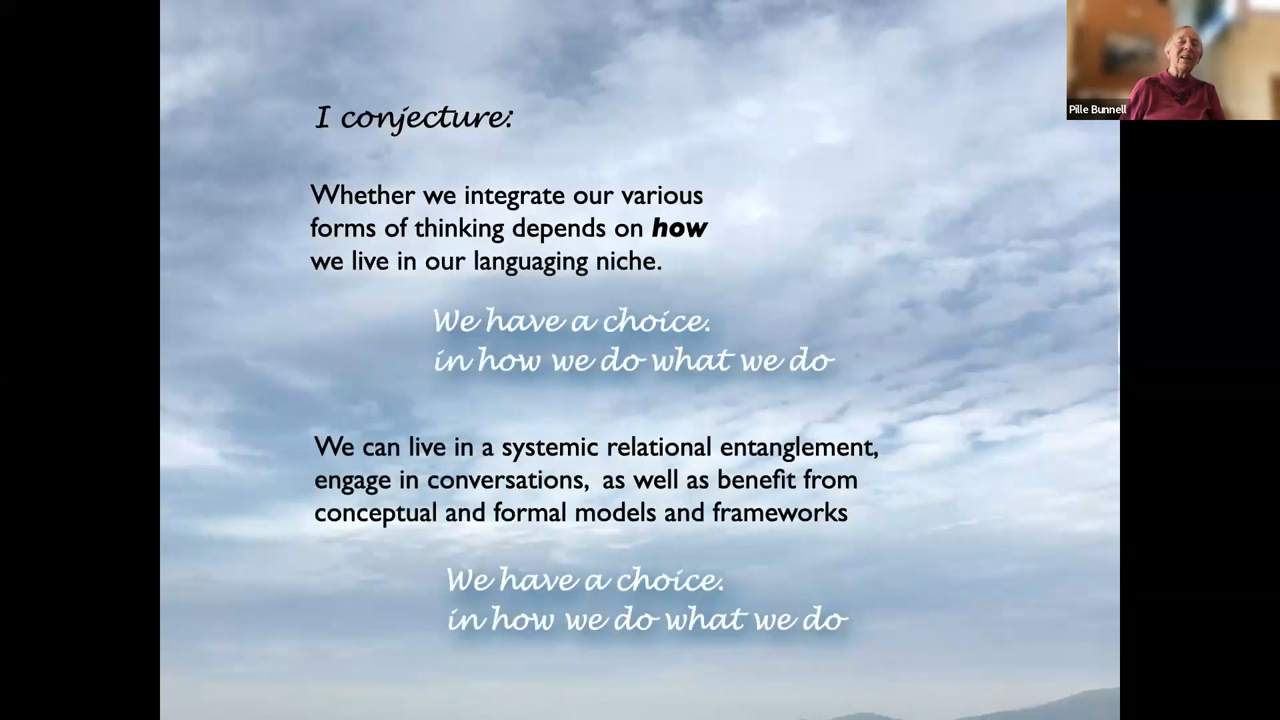 Pille Bunnell
I conjecture:
Whether we integrate our various
forms of thinking depends on how
we live in our languaging niche.
We have a choice.
in how we do what we do
We can live in a systemic relational entanglement,
engage in conversations,  as well as benefit from
conceptual and formal models and frameworks
We have a choice.
in how we do what we do